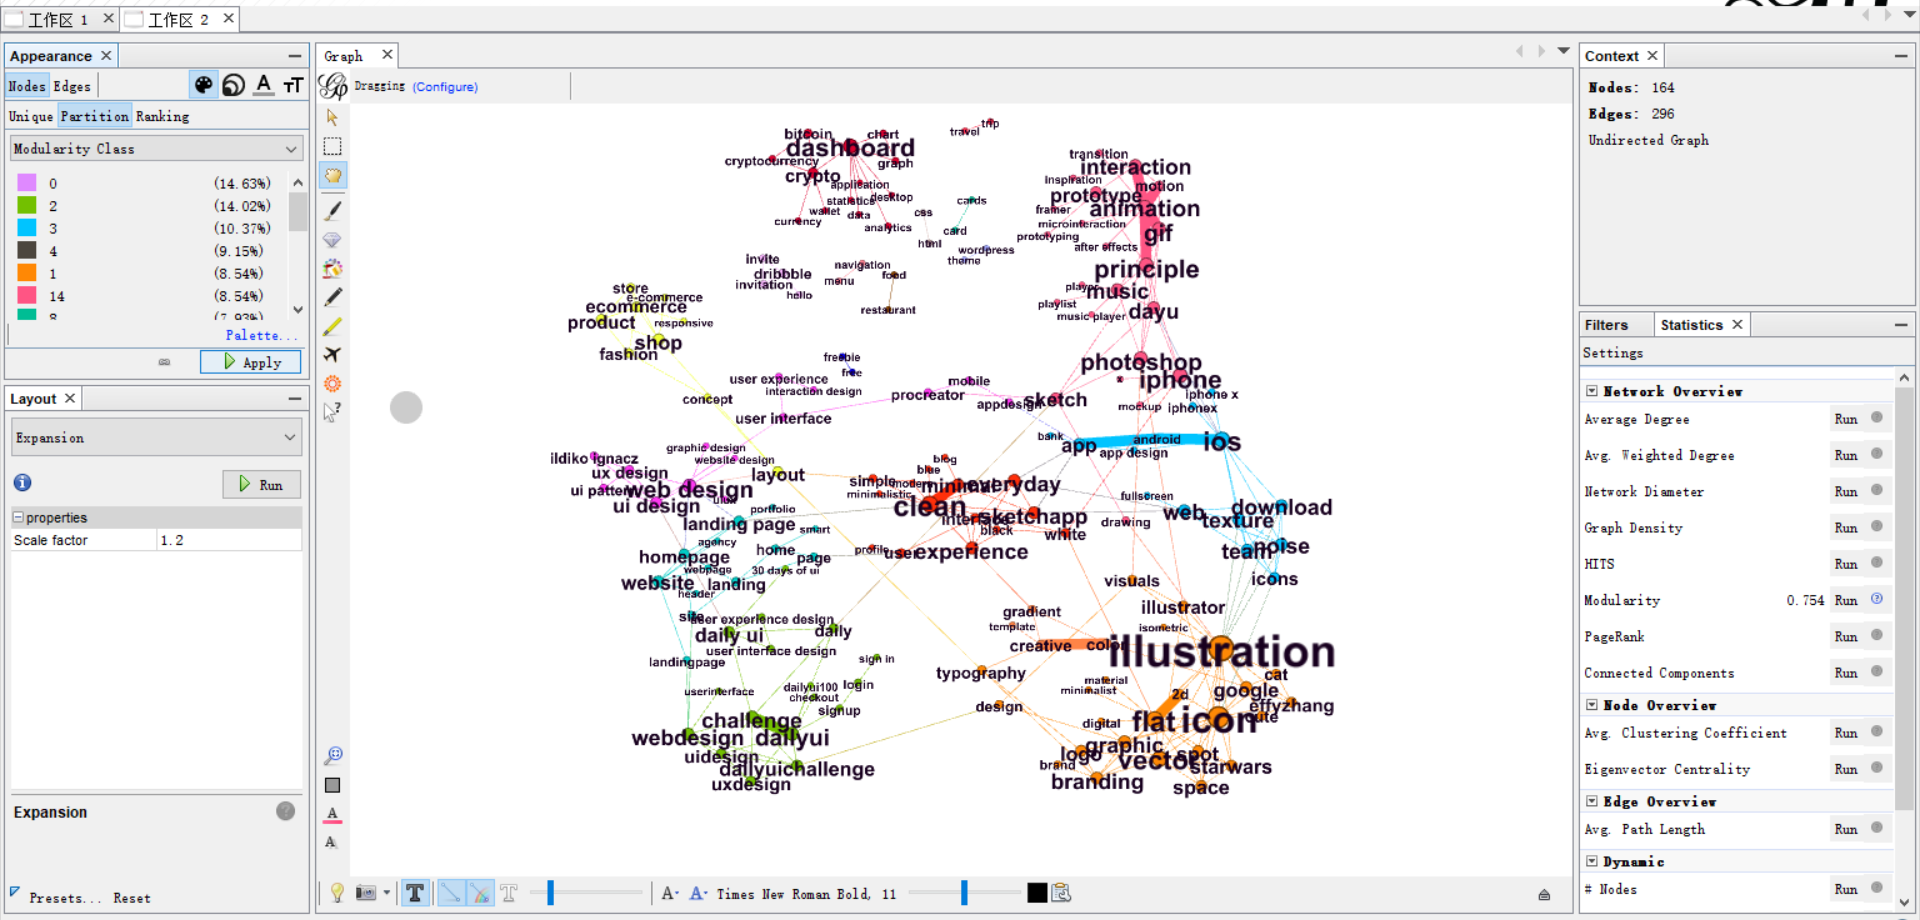 工作区 1
工作区 2
Appearance
Nodes Edges
Unique Partition Ranking
Modularity Class
0 (14.63%)
2 (14.02%)
3 (10.37%)
4 (9.15%)
1 (8.54%)
14 (8.54%)
8 (7.93%)
Palette...
Apply
Layout
Expansion
Run
properties
Scale factor 1.2
Expansion
Presets... Reset
Graph
Dragging (Configure)
bitcoin
chart
dashboard
cryptocurrency
graph
crypto
application
statistics
desktop
wallet
data
currency
analytics
travel
trip
cards
css
card
html
wordpress
theme
transition
interaction
inspiration
motion
prototype
framer
animation
microinteraction
prototyping
gif
after effects
principle
player
music
playlist
music player
dayu
invite
dribbble
invitation
hello
navigation
menu
food
restaurant
store
e-commerce
ecommerce
product
responsive
shop
fashion
freebie
free
user experience
interaction design
mobile
procreator
appdesign
sketch
concept
user interface
photoshop
iphone
iphone x
mockup
iphonex
bank
app
android
ios
app design
graphic design
website design
ildiko ignacz
ux design
layout
ui pattern
web design
uiux
ui design
portfolio
landing page
smart
agency
homepage
home
page
webpage
30 days of ui
website
landing
header
site
blog
blue
simple
modern
minimal
everyday
minimalistic
clean
interface
sketchapp
black
white
profile
user
experience
fullscreen
drawing
web
texture
download
team
noise
icons
visuals
user experience design
daily ui
daily
user interface design
landingpage
sign in
userinterface
dailyui100
login
checkout
signup
challenge
webdesign
dailyui
uidesign
dailyuichallenge
uxdesign
gradient
template
creative
color
illustrator
isometric
illustration
typography
material
minimalist
2d
cat
google
effyzhang
design
digital
flat
icon
cute
graphic
logo
brand
vector
spot
starwars
branding
space
Times New Roman Bold, 11
Context
Nodes: 164
Edges: 296
Undirected Graph
Filters
Statistics
Settings
Network Overview
Average Degree Run
Avg. Weighted Degree Run
Network Diameter Run
Graph Density Run
HITS Run
Modularity 0.754 Run
PageRank Run
Connected Components Run
Node Overview
Avg. Clustering Coefficient Run
Eigenvector Centrality Run
Edge Overview
Avg. Path Length Run
Dynamic
# Nodes Run